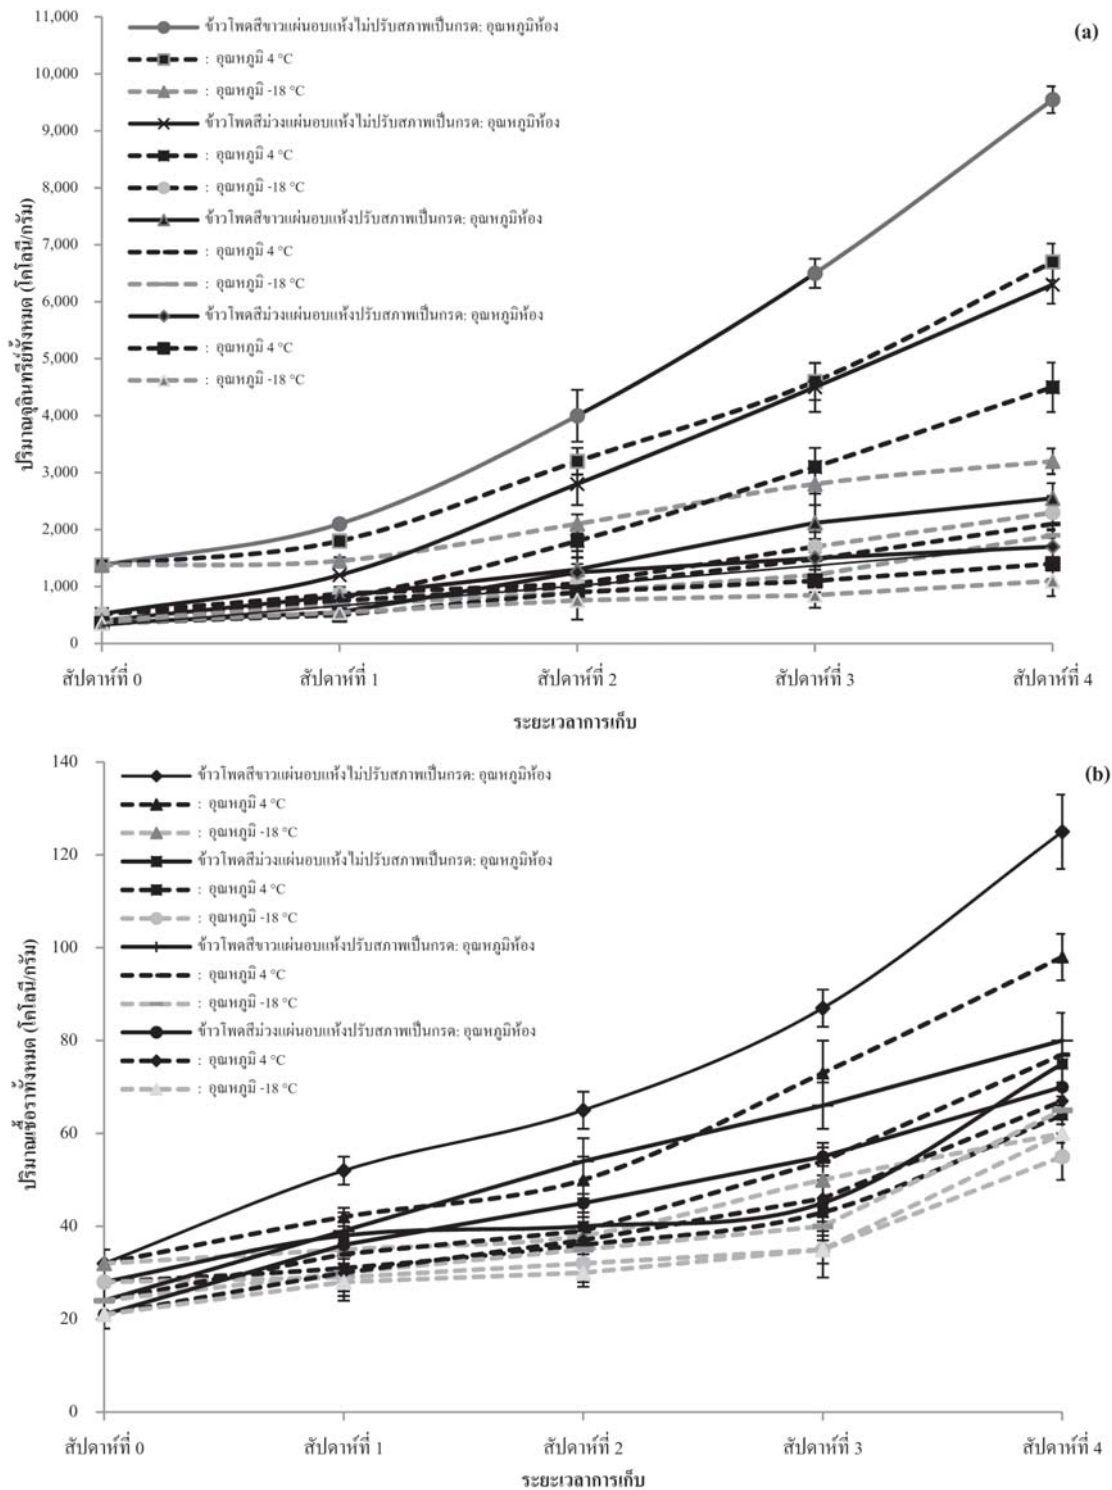 11,000
(a)
ข้าวโพดสีขาวแผ่นอบแห้งไม่ปรับสภาพเป็นกรด: อุณหภูมิห้อง
: อุณหภูมิ 4 °C
10,000
: อุณหภูมิ -18 °C
9,000
ข้าวโพดสีม่วงแผ่นอบแห้งไม่ปรับสภาพเป็นกรด: อุณหภูมิห้อง
: อุณหภูมิ 4 °C
8,000
: อุณหภูมิ -18 °C
ข้าวโพดสีขาวแผ่นอบแห้งปรับสภาพเป็นกรด: อุณหภูมิห้อง
7,000
: อุณหภูมิ 4 °C
: อุณหภูมิ -18 °C
6,000
ข้าวโพดสีม่วงแผ่นอบแห้งปรับสภาพเป็นกรด: อุณหภูมิห้อง
: อุณหภูมิ 4 °C
5,000
: อุณหภูมิ -18 °C
4,000
3,000
2,000
1,000
0
ปริมาณจุลินทรีย์ทั้งหมด (โคโลนี/กรัม)
สัปดาห์ที่ 0 สัปดาห์ที่ 1 สัปดาห์ที่ 2 สัปดาห์ที่ 3 สัปดาห์ที่ 4
ระยะเวลาการเก็บ
140
(b)
ข้าวโพดสีขาวแผ่นอบแห้งไม่ปรับสภาพเป็นกรด: อุณหภูมิห้อง
: อุณหภูมิ 4 °C
: อุณหภูมิ -18 °C
120
ข้าวโพดสีม่วงแผ่นอบแห้งไม่ปรับสภาพเป็นกรด: อุณหภูมิห้อง
: อุณหภูมิ 4 °C
: อุณหภูมิ -18 °C
100
ข้าวโพดสีขาวแผ่นอบแห้งปรับสภาพเป็นกรด: อุณหภูมิห้อง
: อุณหภูมิ 4 °C
: อุณหภูมิ -18 °C
ข้าวโพดสีม่วงแผ่นอบแห้งปรับสภาพเป็นกรด: อุณหภูมิห้อง
80
: อุณหภูมิ 4 °C
: อุณหภูมิ -18 °C
60
40
20
0
ปริมาณเชื้อราทั้งหมด (โคโลนี/กรัม)
สัปดาห์ที่ 0 สัปดาห์ที่ 1 สัปดาห์ที่ 2 สัปดาห์ที่ 3 สัปดาห์ที่ 4
ระยะเวลาการเก็บ